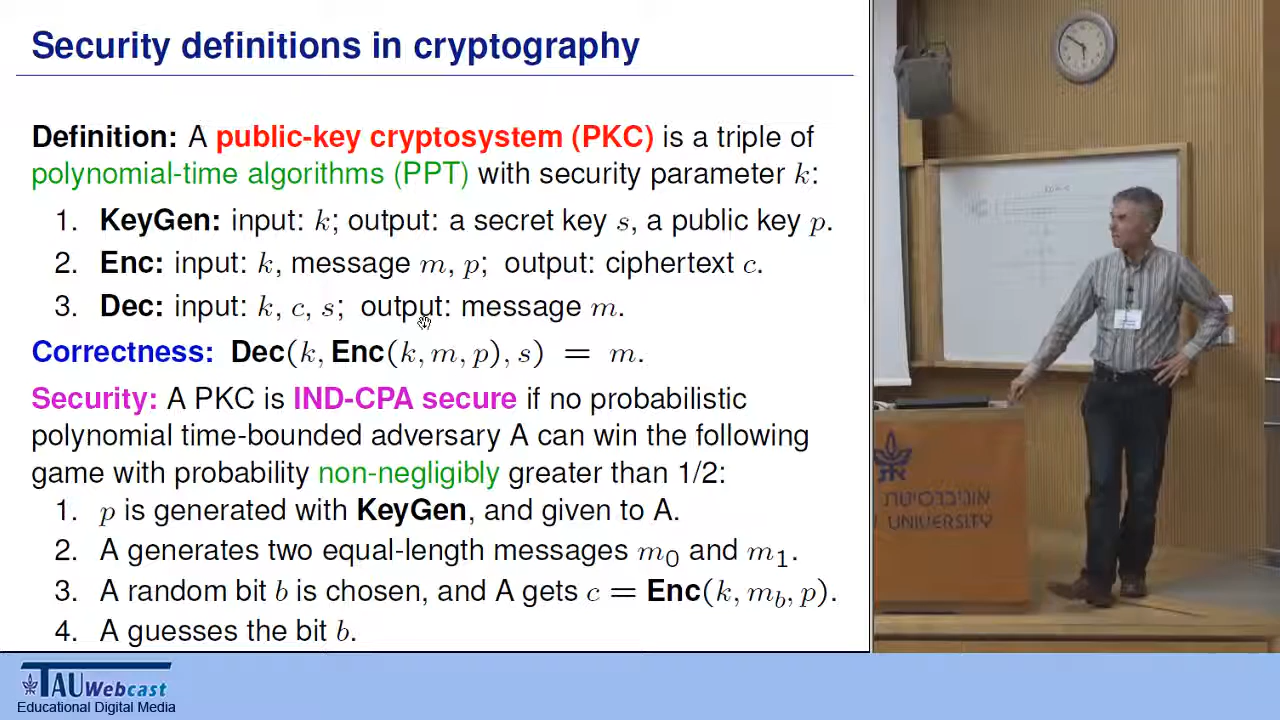 Security definitions in cryptography
Definition: A public-key cryptosystem (PKC) is a triple of
polynomial-time algorithms (PPT) with security parameter k:
1. KeyGen: input: k; output: a secret key s, a public key p.
2. Enc: input: k, message m, p; output: ciphertext c.
3. Dec: input: k, c, s; output: message m.
Correctness: Dec(k, Enc(k, m, p), s) = m.
Security: A PKC is IND-CPA secure if no probabilistic
polynomial time-bounded adversary A can win the following
game with probability non-negligibly greater than 1/2:
1. p is generated with KeyGen, and given to A.
2. A generates two equal-length messages m₀ and m₁.
3. A random bit b is chosen, and A gets c = Enc(k, m_b, p).
4. A guesses the bit b.
UNIVERSITY
TAU Webcast
Educational Digital Media